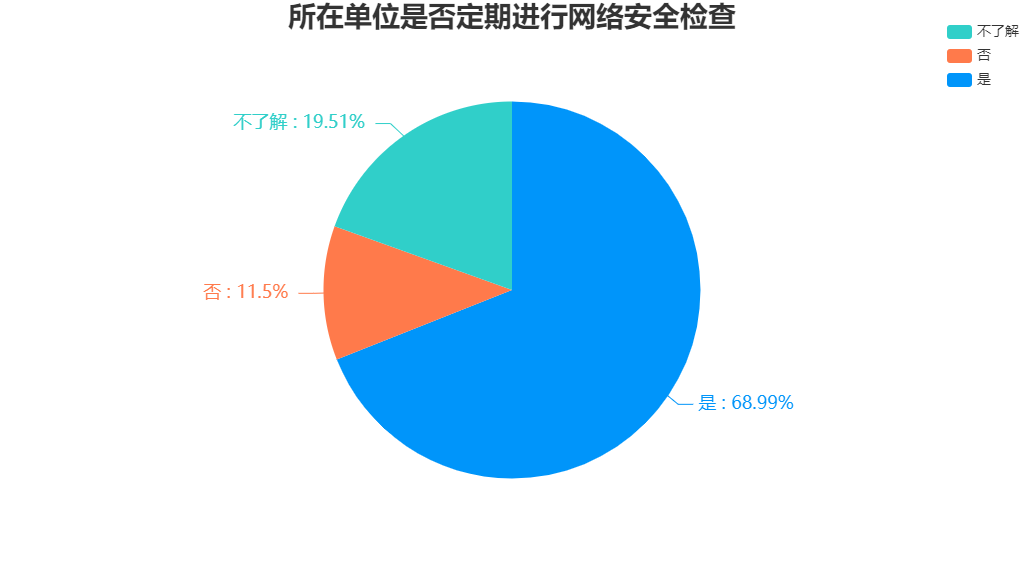 所在单位是否定期进行网络安全检查
不了解
否
是
不了解 : 19.51%
否 : 11.5%
是 : 68.99%